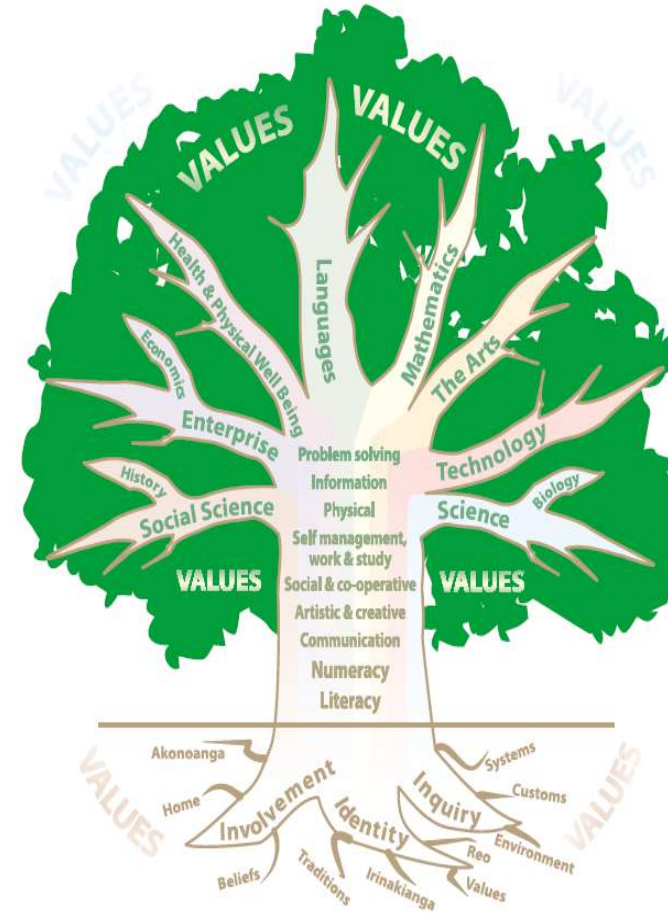 VALUES
VALUES
VALUES
VALUES
Health & Physical Well Being
Languages
Mathematics
The Arts
Economics
Enterprise
Technology
History
Social Science
Science
Biology
Problem solving
Information
Physical
Self management,
work & study
Social & co-operative
Artistic & creative
Communication
Numeracy
Literacy
VALUES
VALUES
Akonoanga
Home
Involvement
Beliefs
Identity
Traditions
Irinakianga
Inquiry
Reo
Values
Systems
Customs
Environment
VALUES
VALUES